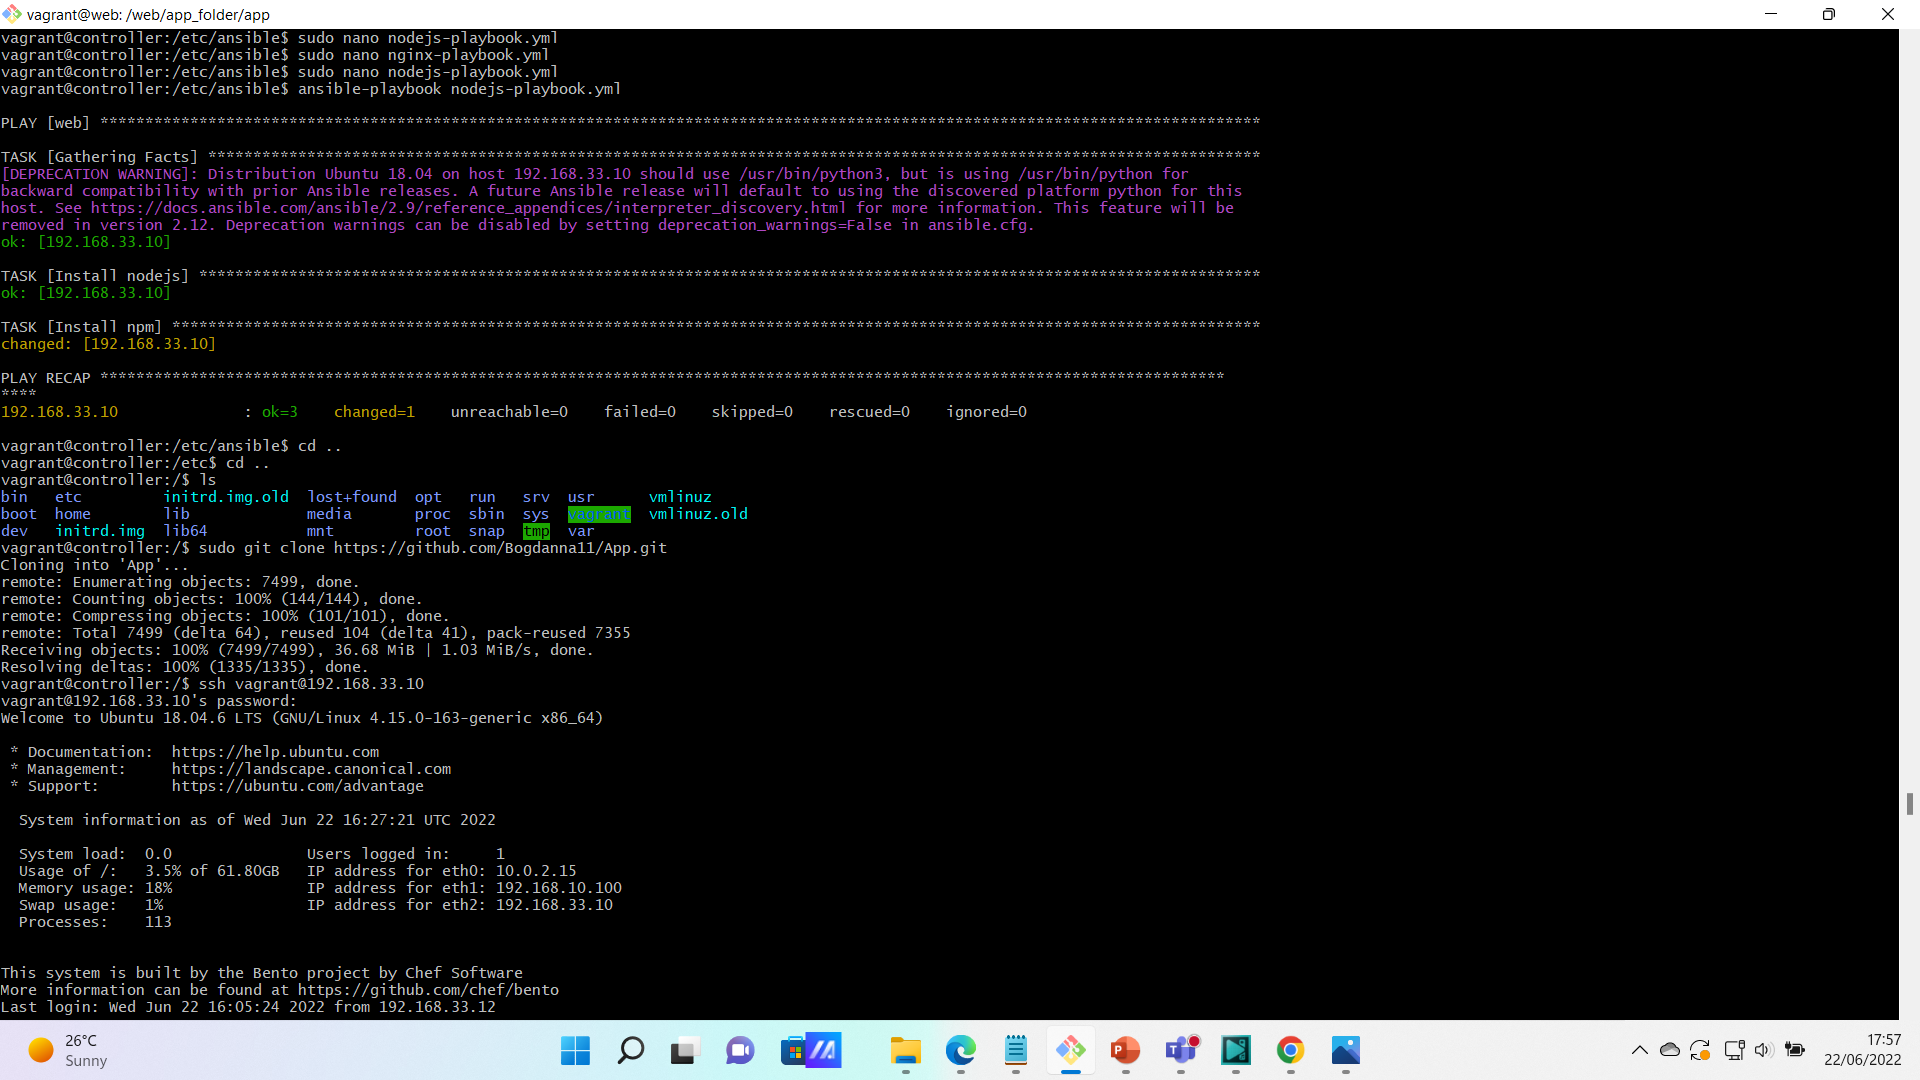 vagrant@web: /web/app_folder/app
vagrant@controller:/etc/ansible$ sudo nano nodejs-playbook.yml
vagrant@controller:/etc/ansible$ sudo nano nginx-playbook.yml
vagrant@controller:/etc/ansible$ sudo nano nodejs-playbook.yml
vagrant@controller:/etc/ansible$ ansible-playbook nodejs-playbook.yml
PLAY [web] *********************************************************************************************************************************
TASK [Gathering Facts] *********************************************************************************************************************
[DEPRECATION WARNING]: Distribution Ubuntu 18.04 on host 192.168.33.10 should use /usr/bin/python3, but is using /usr/bin/python for
backward compatibility with prior Ansible releases. A future Ansible release will default to using the discovered platform python for this
host. See https://docs.ansible.com/ansible/2.9/reference_appendices/interpreter_discovery.html for more information. This feature will be
removed in version 2.12. Deprecation warnings can be disabled by setting deprecation_warnings=False in ansible.cfg.
ok: [192.168.33.10]
TASK [Install nodejs] **********************************************************************************************************************
ok: [192.168.33.10]
TASK [Install npm] *************************************************************************************************************************
changed: [192.168.33.10]
PLAY RECAP *****************************************************************************************************************************
****
192.168.33.10              : ok=3    changed=1    unreachable=0    failed=0    skipped=0    rescued=0    ignored=0
vagrant@controller:/etc/ansible$ cd ..
vagrant@controller:/etc$ cd ..
vagrant@controller:/$ ls
bin   etc         initrd.img.old  lost+found  opt   run   srv  usr      vmlinuz
boot  home        lib             media       proc  sbin  sys  vagrant  vmlinuz.old
dev   initrd.img  lib64           mnt         root  snap  tmp  var
vagrant@controller:/$ sudo git clone https://github.com/Bogdanna11/App.git
Cloning into 'App'...
remote: Enumerating objects: 7499, done.
remote: Counting objects: 100% (144/144), done.
remote: Compressing objects: 100% (101/101), done.
remote: Total 7499 (delta 64), reused 104 (delta 41), pack-reused 7355
Receiving objects: 100% (7499/7499), 36.68 MiB | 1.03 MiB/s, done.
Resolving deltas: 100% (1335/1335), done.
vagrant@controller:/$ ssh vagrant@192.168.33.10
vagrant@192.168.33.10's password:
Welcome to Ubuntu 18.04.6 LTS (GNU/Linux 4.15.0-163-generic x86_64)
* Documentation:  https://help.ubuntu.com
* Management:     https://landscape.canonical.com
* Support:        https://ubuntu.com/advantage
System information as of Wed Jun 22 16:27:21 UTC 2022
System load:  0.0               Users logged in:     1
Usage of /:   3.5% of 61.80GB   IP address for eth0: 10.0.2.15
Memory usage: 18%               IP address for eth1: 192.168.10.100
Swap usage:   1%                IP address for eth2: 192.168.33.10
Processes:    113
This system is built by the Bento project by Chef Software
More information can be found at https://github.com/chef/bento
Last login: Wed Jun 22 16:05:24 2022 from 192.168.33.12
26°C
Sunny
17:57
22/06/2022